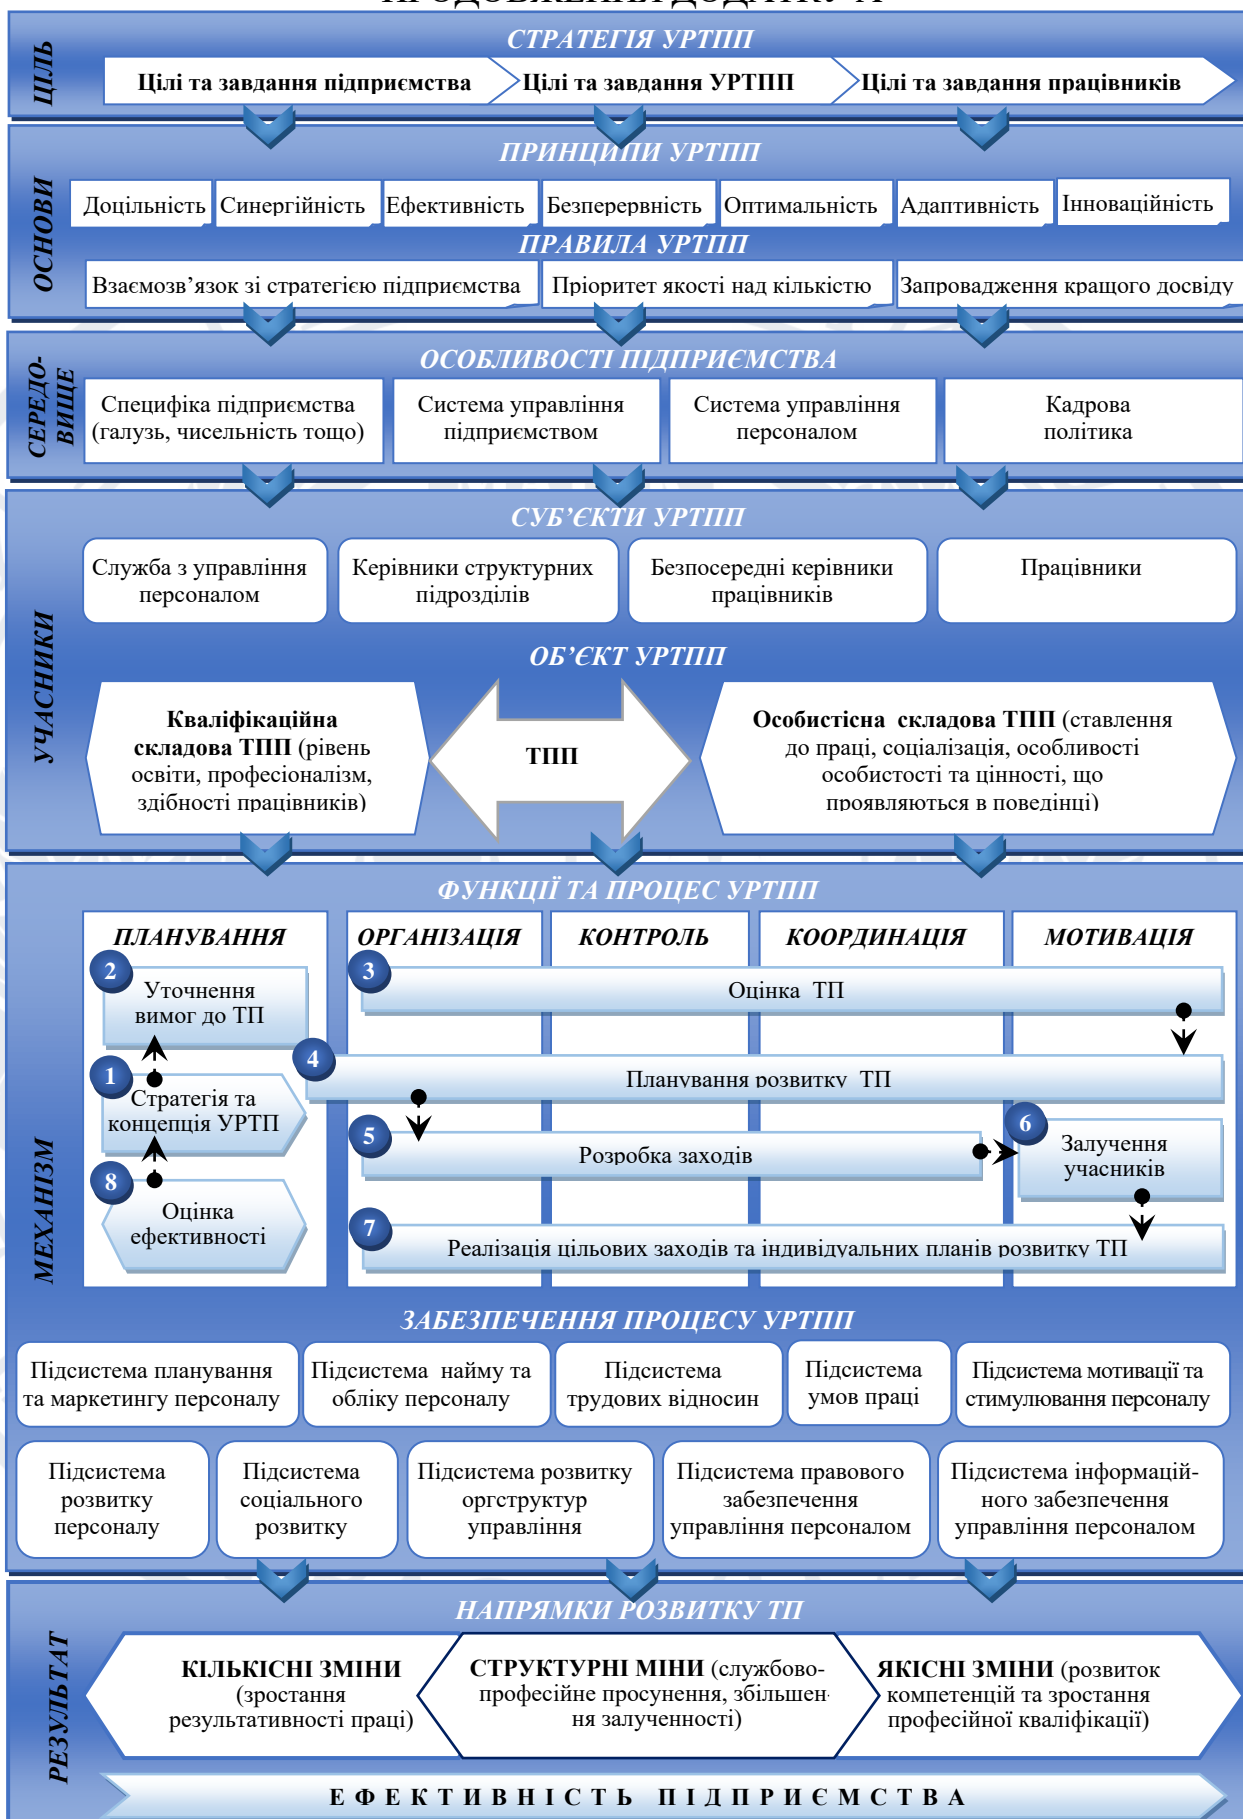 ПРОДОВЖЕННЯ ДОДАТКУ А
ЦІЛЬ
СТРАТЕГІЯ УРТПП
Цілі та завдання підприємства
Цілі та завдання УРТПП
Цілі та завдання працівників
ОСНОВИ
ПРИНЦИПИ УРТПП
Доцільність
Синергійність
Ефективність
Безперервність
Оптимальність
Адаптивність
Інноваційність
ПРАВИЛА УРТПП
Взаємозв’язок зі стратегією підприємства
Пріоритет якості над кількістю
Запровадження кращого досвіду
СЕРЕДО-
ВИЩЕ
ОСОБЛИВОСТІ ПІДПРИЄМСТВА
Специфіка підприємства
(галузь, чисельність тощо)
Система управління
підприємством
Система управління
персоналом
Кадрова
політика
УЧАСНИКИ
СУБ’ЄКТИ УРТПП
Служба з управління
персоналом
Керівники структурних
підрозділів
Безпосередні керівники
працівників
Працівники
ОБ’ЄКТ УРТПП
Кваліфікаційна
складова ТПП (рівень
освіти, професіоналізм,
здібності працівників)
ТПП
Особистісна складова ТПП (ставлення
до праці, соціалізація, особливості
особистості та цінності, що
проявляються в поведінці)
МЕХАНІЗМ
ФУНКЦІЇ ТА ПРОЦЕС УРТПП
ПЛАНУВАННЯ
ОРГАНІЗАЦІЯ
КОНТРОЛЬ
КООРДИНАЦІЯ
МОТИВАЦІЯ
2
Уточнення
вимог до ТП
3
Оцінка ТП
1
Стратегія та
концепція УРТП
4
Планування розвитку ТП
5
Розробка заходів
6
Залучення
учасників
8
Оцінка
ефективності
7
Реалізація цільових заходів та індивідуальних планів розвитку ТП
ЗАБЕЗПЕЧЕННЯ ПРОЦЕСУ УРТПП
Підсистема планування
та маркетингу персоналу
Підсистема найму та
обліку персоналу
Підсистема
трудових відносин
Підсистема
умов праці
Підсистема мотивації та
стимулювання персоналу
Підсистема
розвитку
персоналу
Підсистема
соціального
розвитку
Підсистема розвитку
оргструктур
управління
Підсистема правового
забезпечення
управління персоналом
Підсистема інформацій-
ного забезпечення
управління персоналом
РЕЗУЛЬТАТ
НАПРЯМКИ РОЗВИТКУ ТП
КІЛЬКІСНІ ЗМІНИ
(зростання
результативності праці)
СТРУКТУРНІ МІНИ (службово-
професійне просунення, збільшен-
ня залученності)
ЯКІСНІ ЗМІНИ (розвиток
компетенцій та зростання
професійної кваліфікації)
ЕФЕКТИВНІСТЬ ПІДПРИЄМСТВА